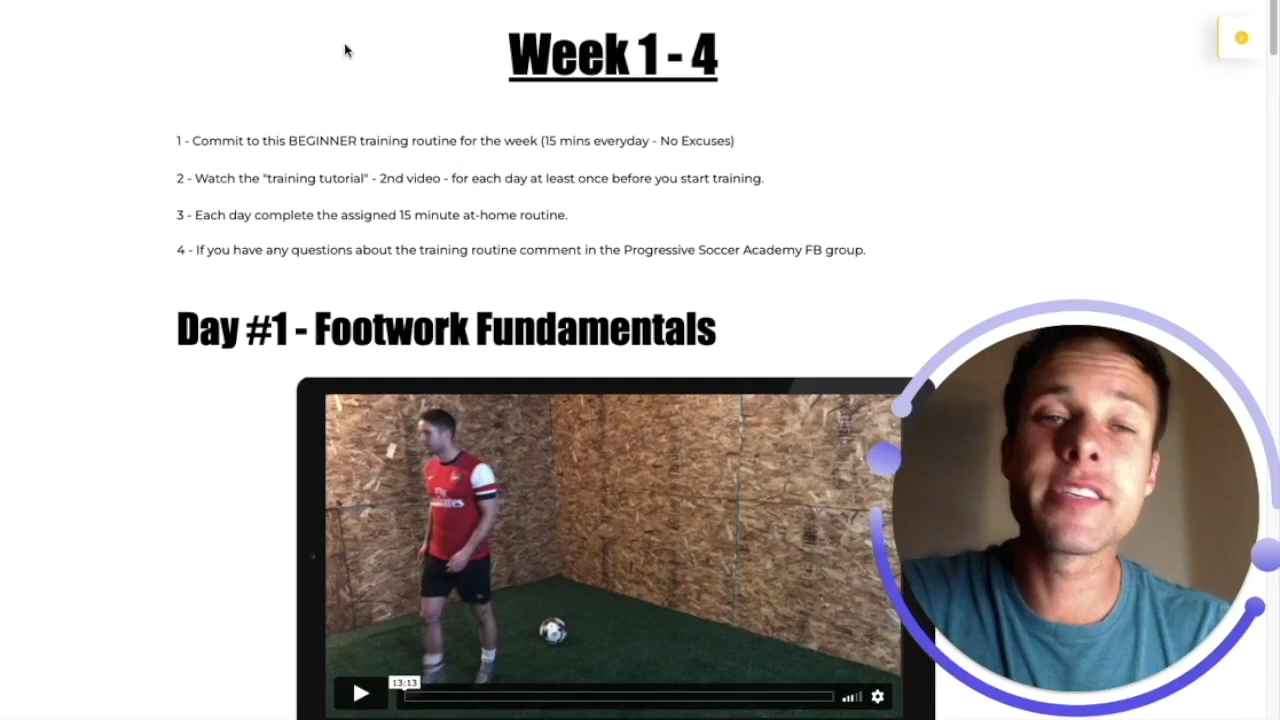 Week 1 - 4
1 - Commit to this BEGINNER training routine for the week (15 mins everyday - No Excuses)
2 - Watch the "training tutorial" - 2nd video - for each day at least once before you start training.
3 - Each day complete the assigned 15 minute at-home routine.
4 - If you have any questions about the training routine comment in the Progressive Soccer Academy FB group.
Day #1 - Footwork Fundamentals
Fly
Emirates
13:13